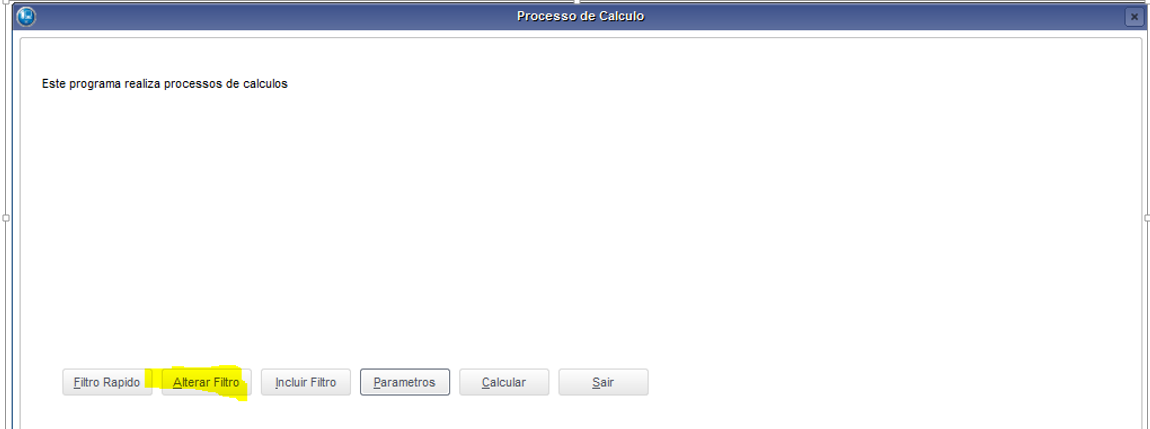 Processo de Calculo
Este programa realiza processos de calculos
Filtro Rapido Alterar Filtro Incluir Filtro Parametros Calcular Sair